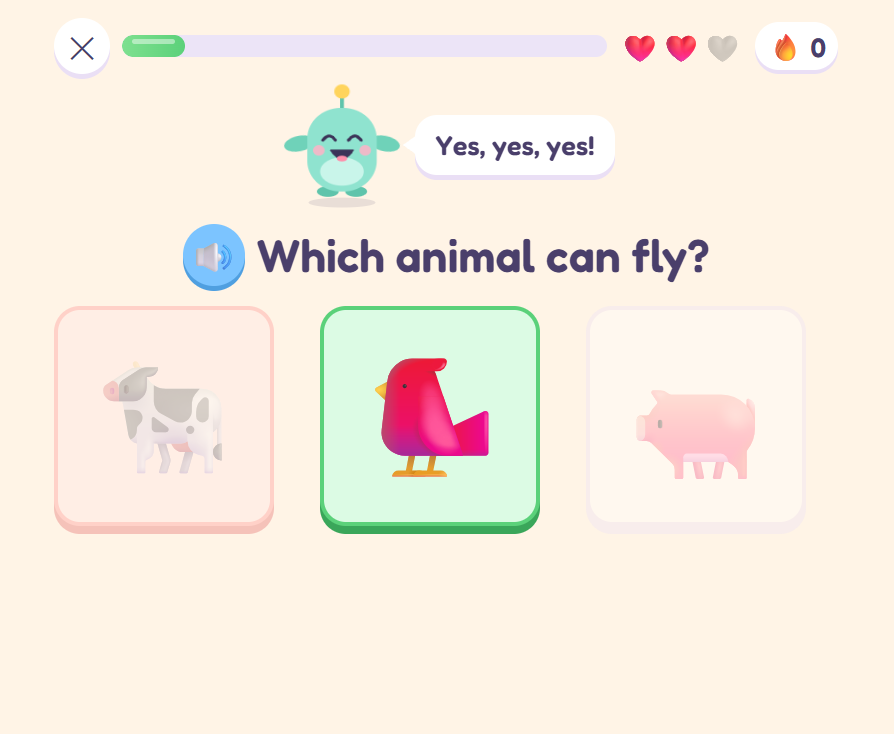 0
Yes, yes, yes!
Which animal can fly?